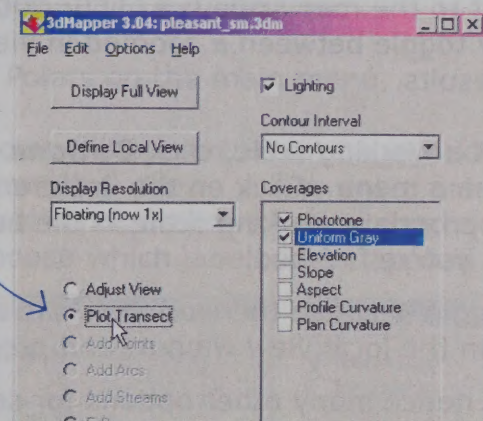 3dMapper 3.04: pleasant_sm.3dm
File Edit Options Help
Display Full View
Lighting
Contour Interval
Define Local View
No Contours
Display Resolution
Coverages
Floating (now 1x)
Phototone
Uniform Gray
Elevation
Slope
Aspect
Profile Curvature
Plan Curvature
Adjust View
Plot Transect
Add Points
Add Arcs
Add Streams